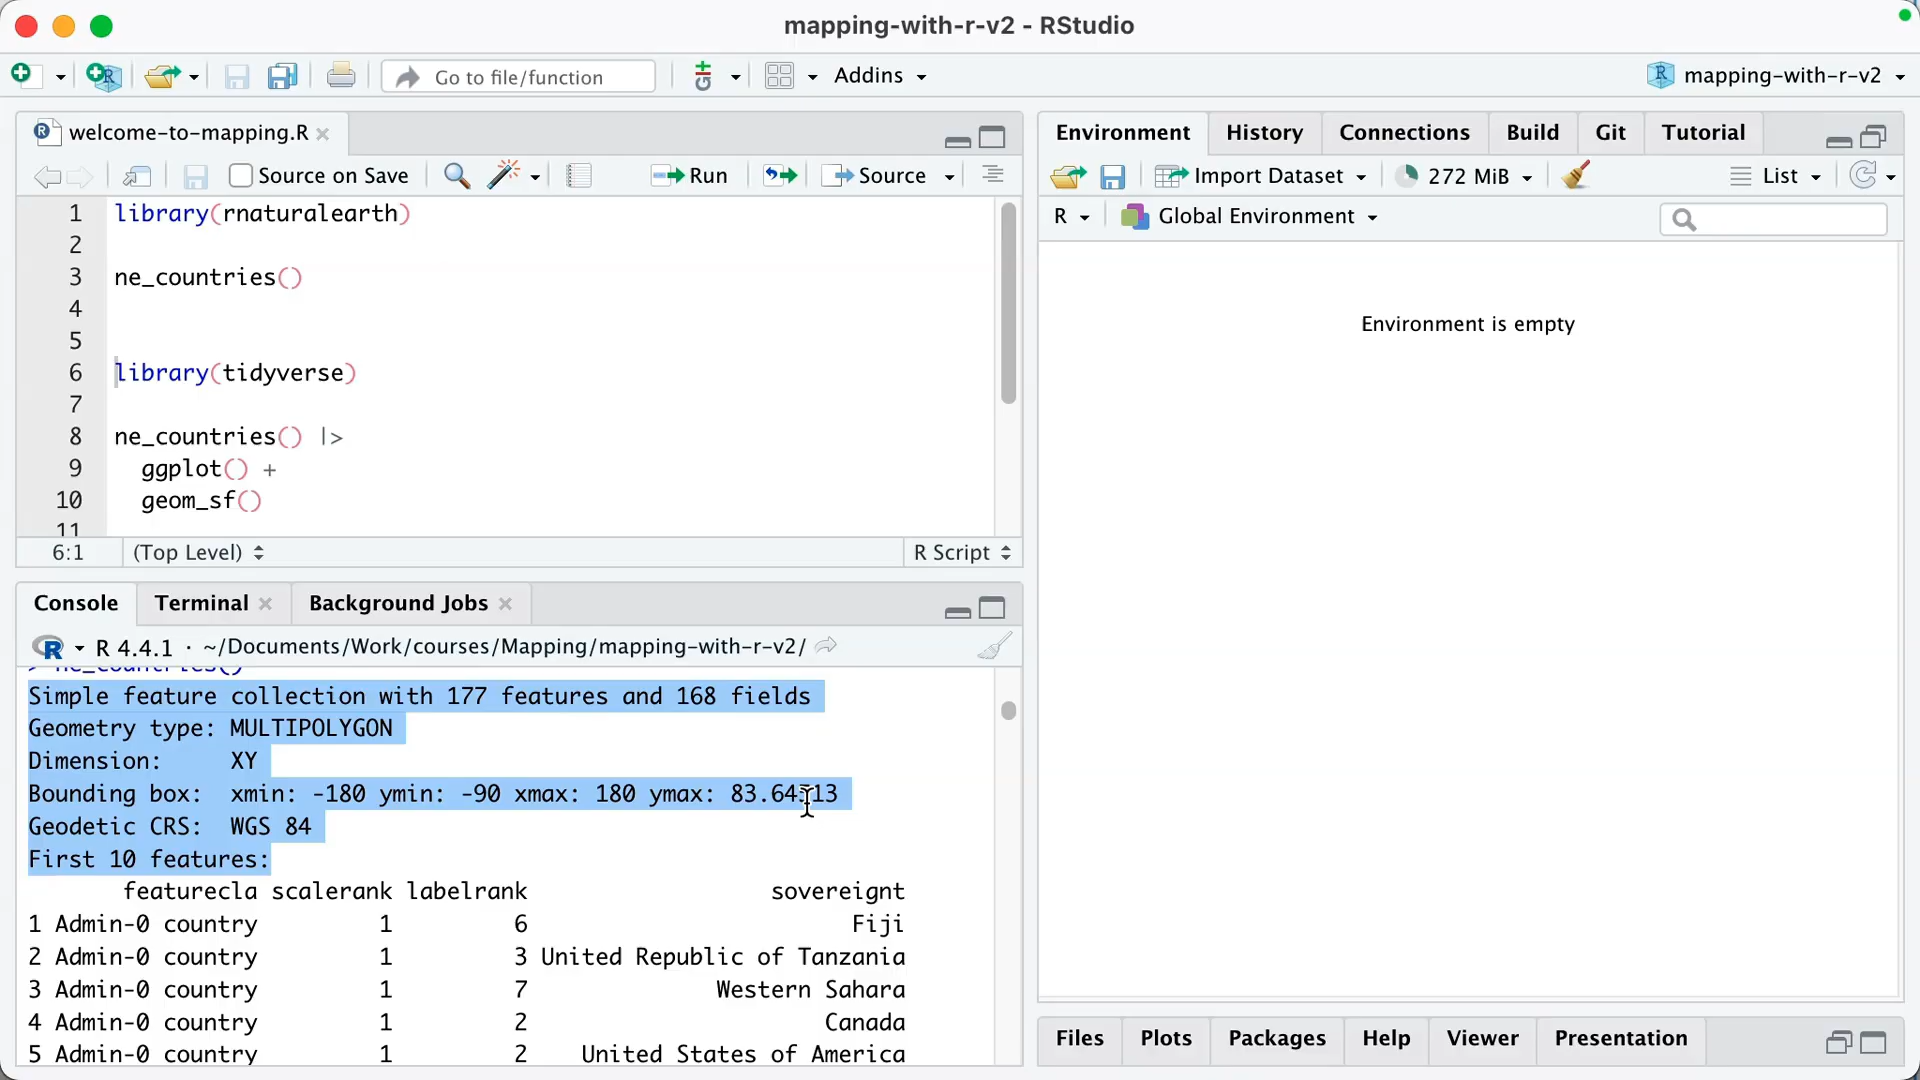 mapping-with-r-v2 - RStudio
Go to file/function
Addins
mapping-with-r-v2
welcome-to-mapping.R
Source on Save
Run
Source
1 library(rnaturalearth)
2
3 ne_countries()
4
5
6 library(tidyverse)
7
8 ne_countries() |>
9 ggplot() +
10 geom_sf()
11
6:1
(Top Level)
R Script
Console
Terminal
Background Jobs
R 4.4.1 · ~/Documents/Work/courses/Mapping/mapping-with-r-v2/
> ne_countries()
Simple feature collection with 177 features and 168 fields
Geometry type: MULTIPOLYGON
Dimension: XY
Bounding box: xmin: -180 ymin: -90 xmax: 180 ymax:
Geodetic CRS: WGS 84
First 10 features:
featurecla scalerank labelrank sovereignt
1 Admin-0 country 1 6 Fiji
2 Admin-0 country 1 3 United Republic of Tanzania
3 Admin-0 country 1 7 Western Sahara
4 Admin-0 country 1 2 Canada
5 Admin-0 country 1 2 United States of America
Environment
History
Connections
Build
Git
Tutorial
Import Dataset
272 MiB
List
R
Global Environment
Environment is empty
Files
Plots
Packages
Help
Viewer
Presentation